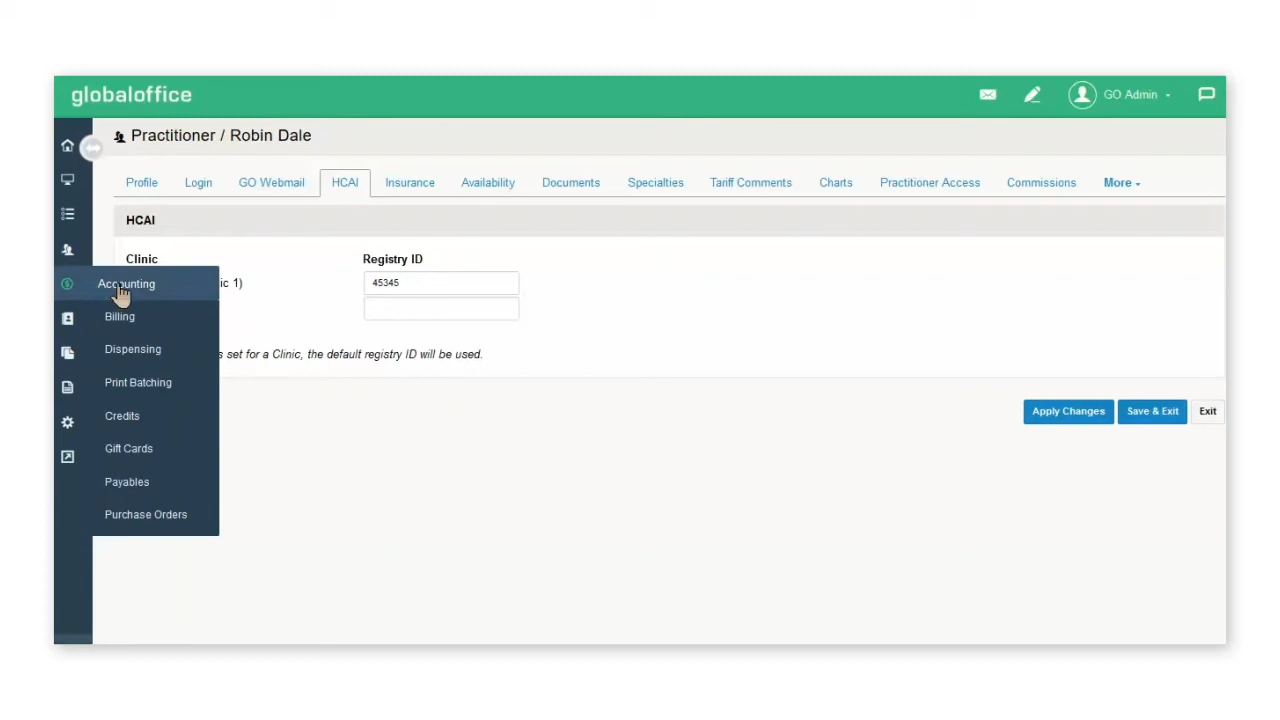 globaloffice
GO Admin
Practitioner / Robin Dale
Profile Login GO Webmail HCAI Insurance Availability Documents Specialties Tariff Comments Charts Practitioner Access Commissions More
HCAI
Clinic Registry ID
Accounting ic 1) 45345
Billing
Dispensing s set for a Clinic, the default registry ID will be used.
Print Batching
Credits Apply Changes Save & Exit Exit
Gift Cards
Payables
Purchase Orders